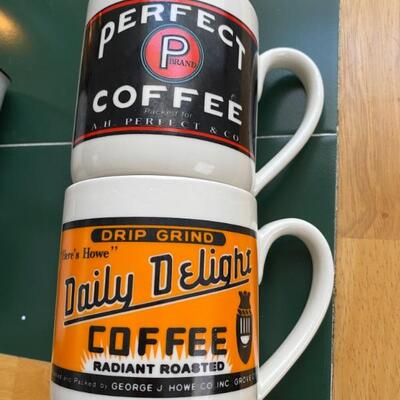 PERFECT
P
BRAND
COFFEE
Packed for
A.H. PERFECT & CO
DRIP GRIND
"Here's Howe"
Daily Delight
COFFEE
RADIANT ROASTED
and Packed by GEORGE J HOWE CO. INC.